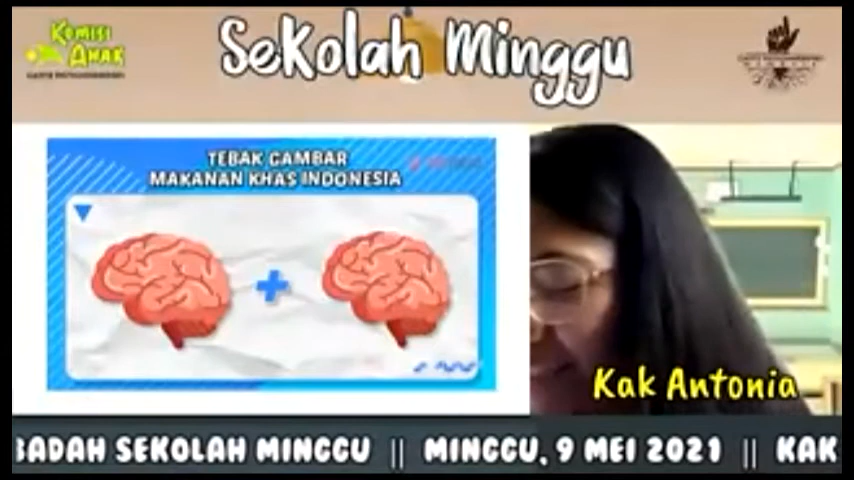 Komisi
Anak
Sekolah Minggu
TEBAK GAMBAR
MAKANAN KHAS INDONESIA
Kak Antonia
BADAH SEKOLAH MINGGU || MINGGU, 9 MEI 2021 || KAK